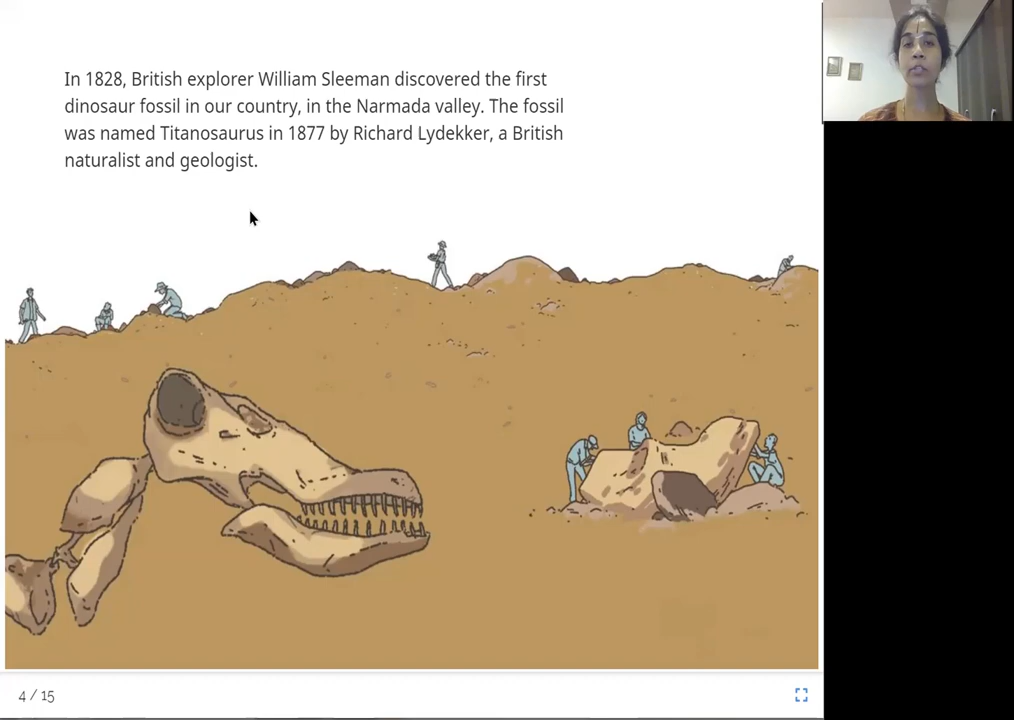 In 1828, British explorer William Sleeman discovered the first
dinosaur fossil in our country, in the Narmada valley. The fossil
was named Titanosaurus in 1877 by Richard Lydekker, a British
naturalist and geologist.
4 / 15